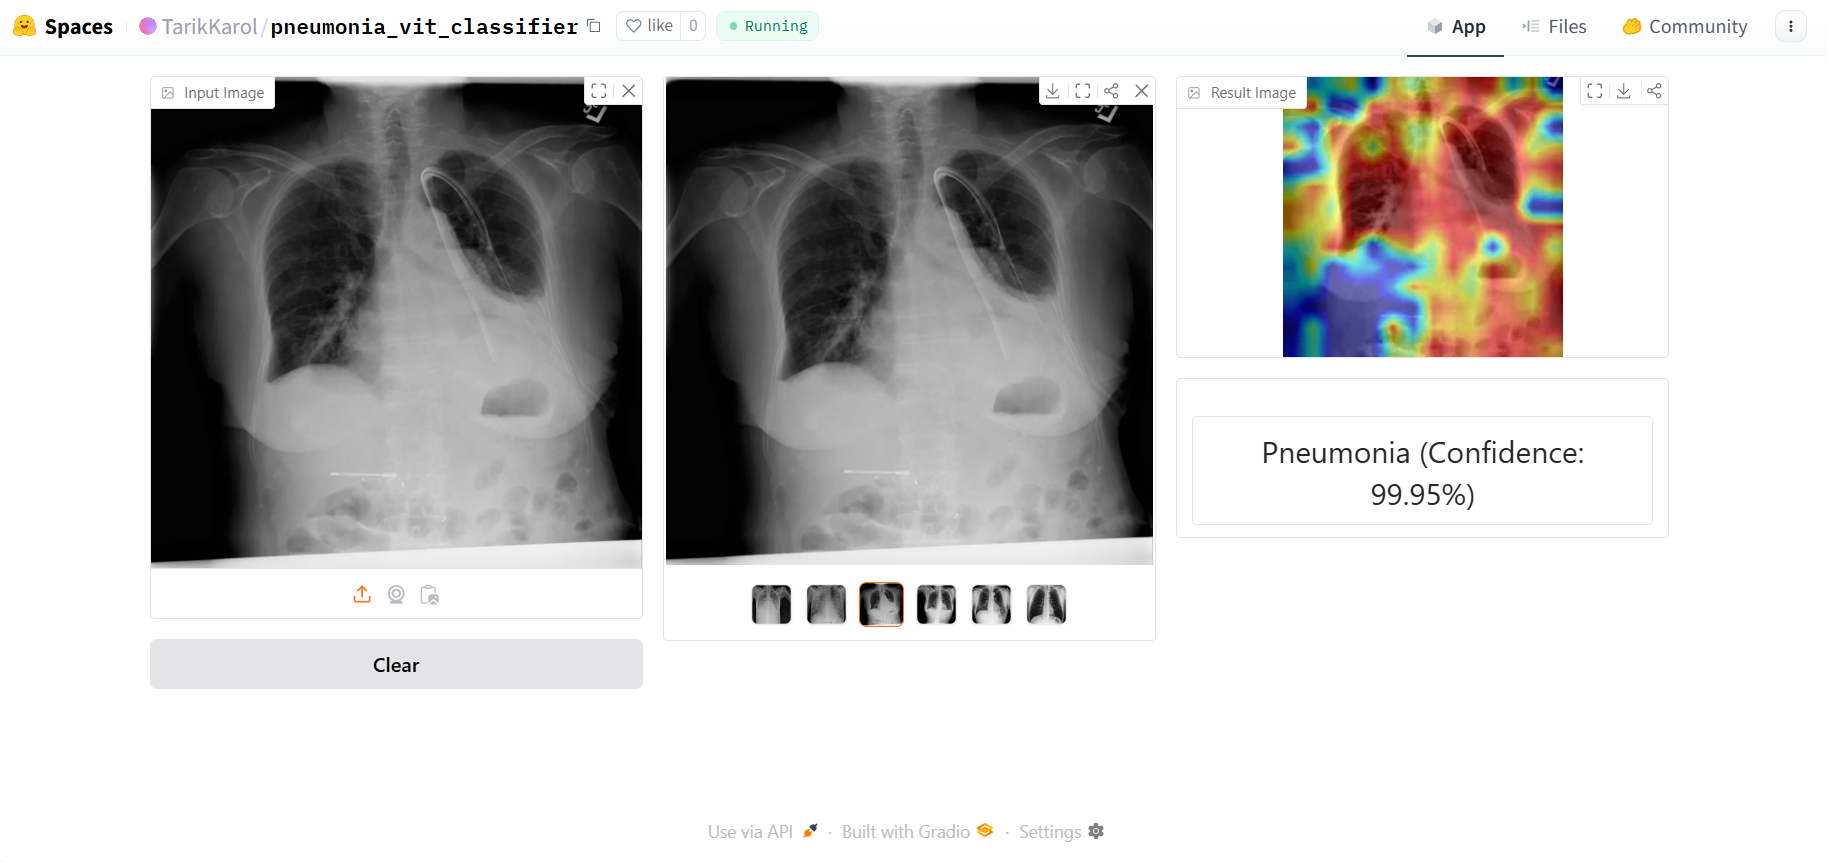 Spaces TarikKarol/pneumonia_vit_classifier like 0 Running App Files Community
Input Image
Result Image
Pneumonia (Confidence:
99.95%)
Clear
Use via API · Built with Gradio · Settings